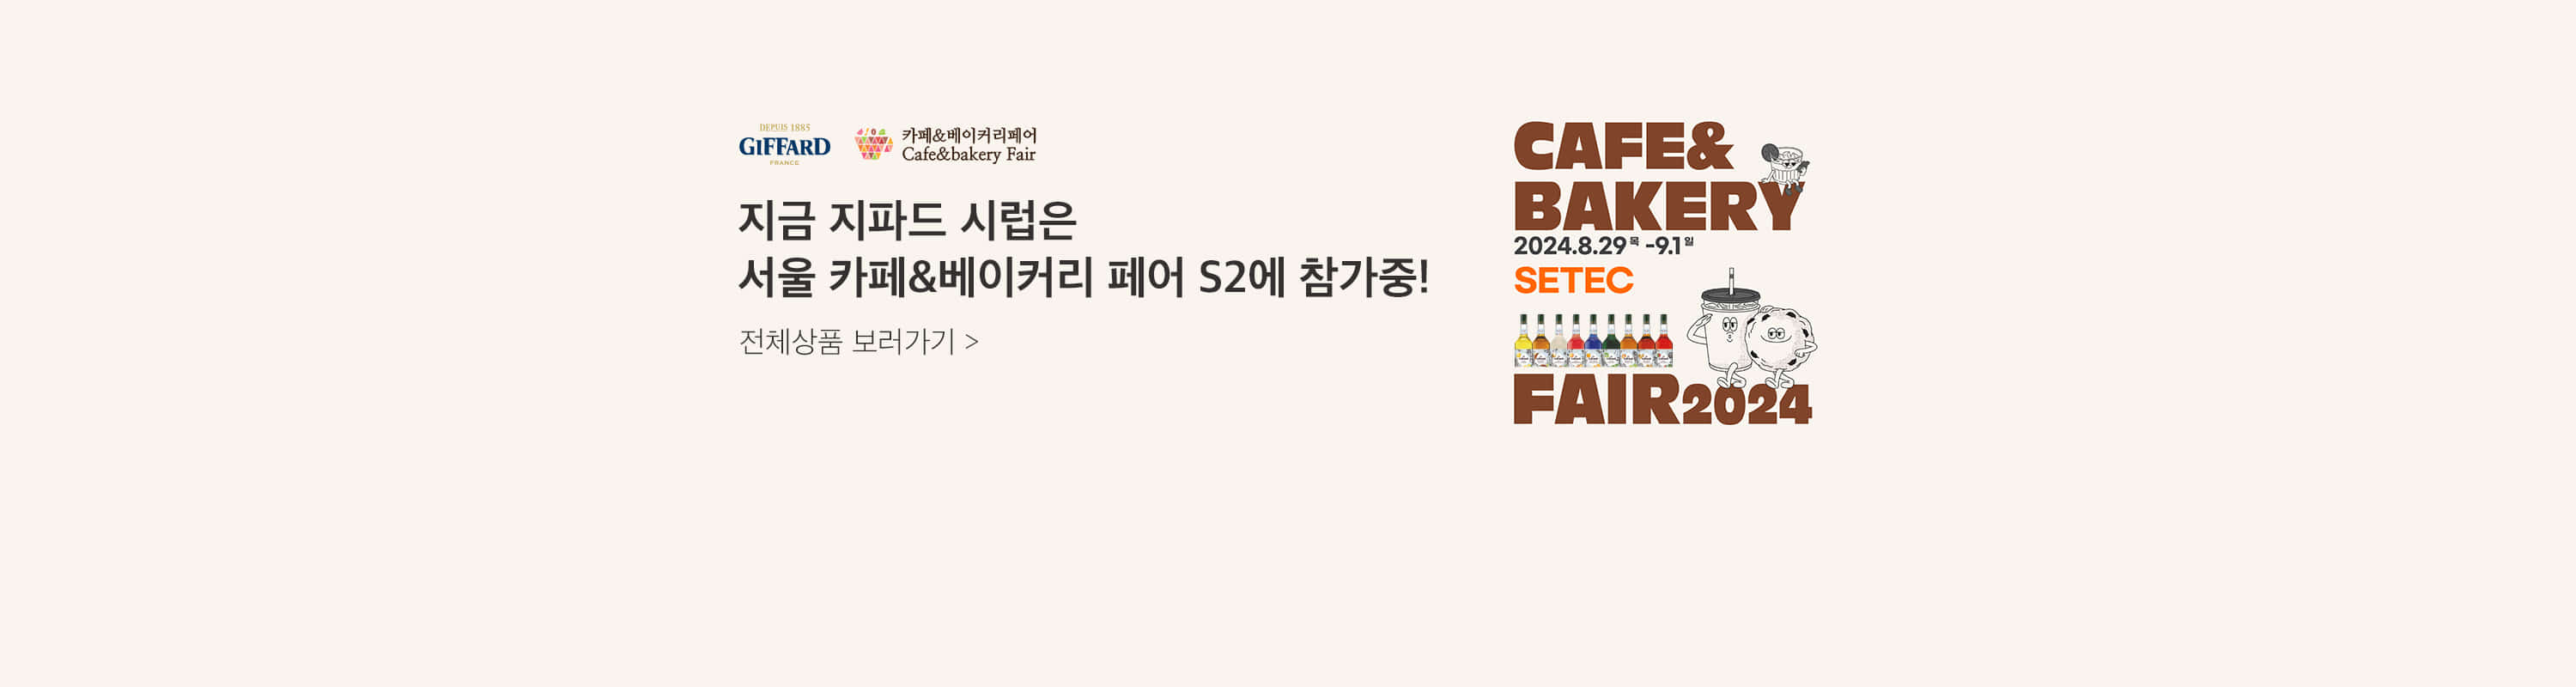 DEPUIS 1885
GIFFARD
FRANCE
카페&베이커리페어
Cafe&bakery Fair
지금 지파드 시럽은
서울 카페&베이커리 페어 S2에 참가중!
전체상품 보러가기 >
CAFE&
BAKERY
2024.8.29 목 -9.1 일
SETEC
FAIR2024